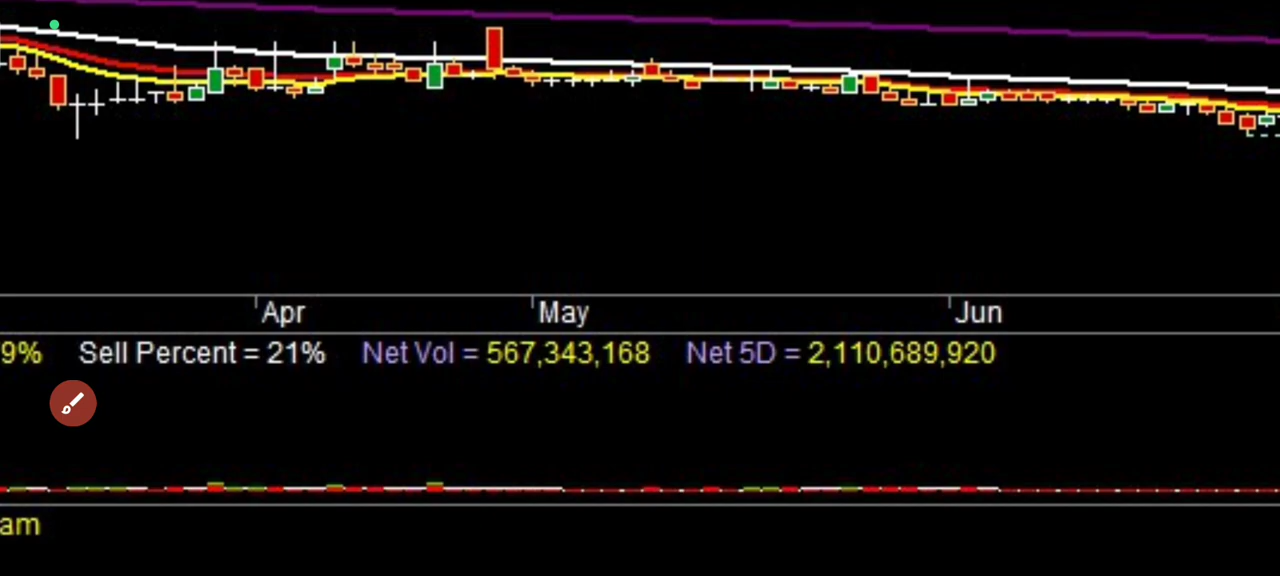 Apr May Jun
9% Sell Percent = 21% Net Vol = 567,343,168 Net 5D = 2,110,689,920
am